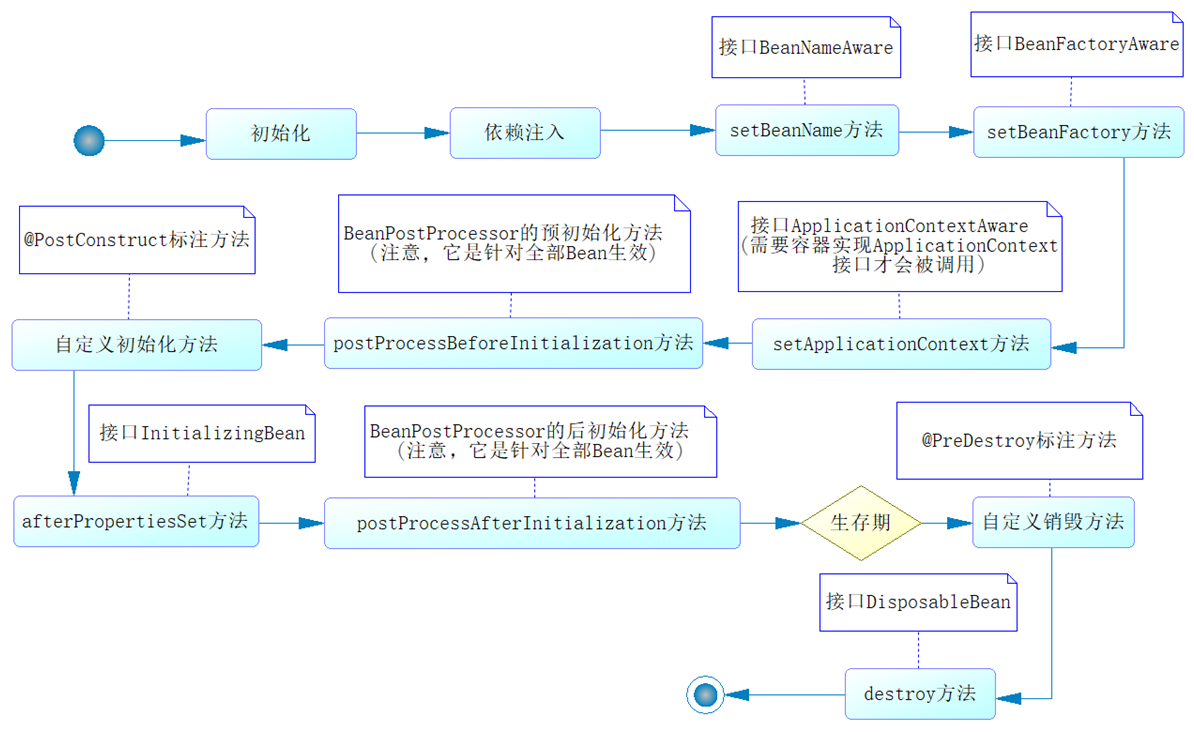 接口BeanNameAware
接口BeanFactoryAware
初始化
依赖注入
setBeanName方法
setBeanFactory方法
@PostConstruct标注方法
BeanPostProcessor的预初始化方法
(注意，它是针对全部Bean生效)
接口ApplicationContextAware
(需要容器实现ApplicationContext
接口才会被调用)
自定义初始化方法
postProcessBeforeInitialization方法
setApplicationContext方法
接口InitializingBean
BeanPostProcessor的后初始化方法
(注意，它是针对全部Bean生效)
@PreDestroy标注方法
afterPropertiesSet方法
postProcessAfterInitialization方法
生存期
自定义销毁方法
接口DisposableBean
destroy方法